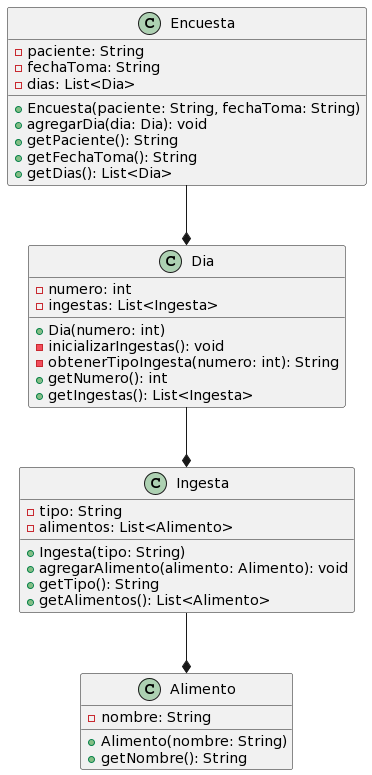 C Encuesta
paciente: String
fechaToma: String
dias: List<Dia>
Encuesta(paciente: String, fechaToma: String)
agregarDia(dia: Dia): void
getPaciente(): String
getFechaToma(): String
getDias(): List<Dia>
C Dia
numero: int
ingestas: List<Ingesta>
Dia(numero: int)
inicializarIngestas(): void
obtenerTipoIngesta(numero: int): String
getNumero(): int
getIngestas(): List<Ingesta>
C Ingesta
tipo: String
alimentos: List<Alimento>
Ingesta(tipo: String)
agregarAlimento(alimento: Alimento): void
getTipo(): String
getAlimentos(): List<Alimento>
C Alimento
nombre: String
Alimento(nombre: String)
getNombre(): String